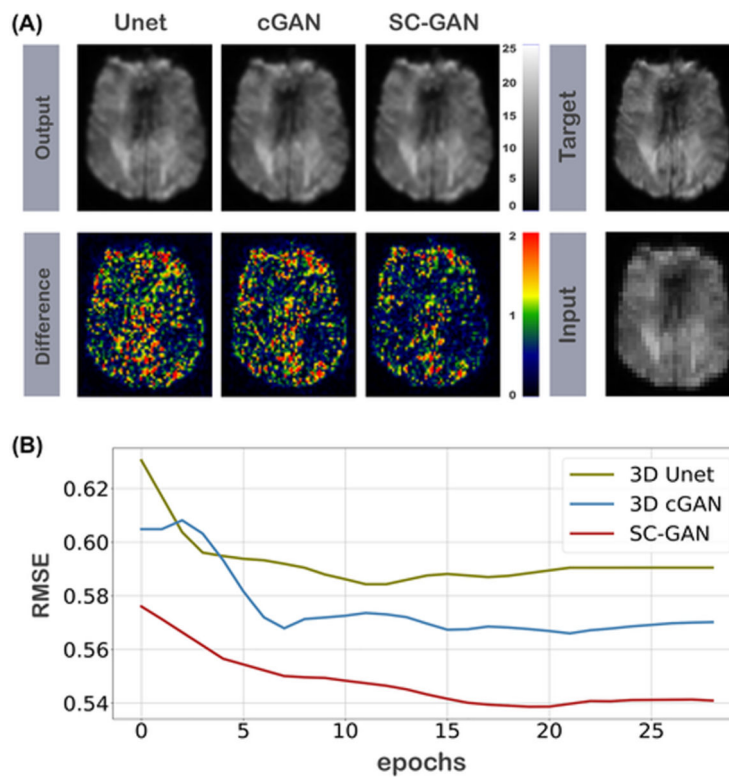 (A)
Unet cGAN SC-GAN
Output
25
20
15
10
5
0
Target
Difference
2
1
0
Input
(B)
RMSE
0.62
0.60
0.58
0.56
0.54
3D Unet
3D cGAN
SC-GAN
0 5 10 15 20 25
epochs